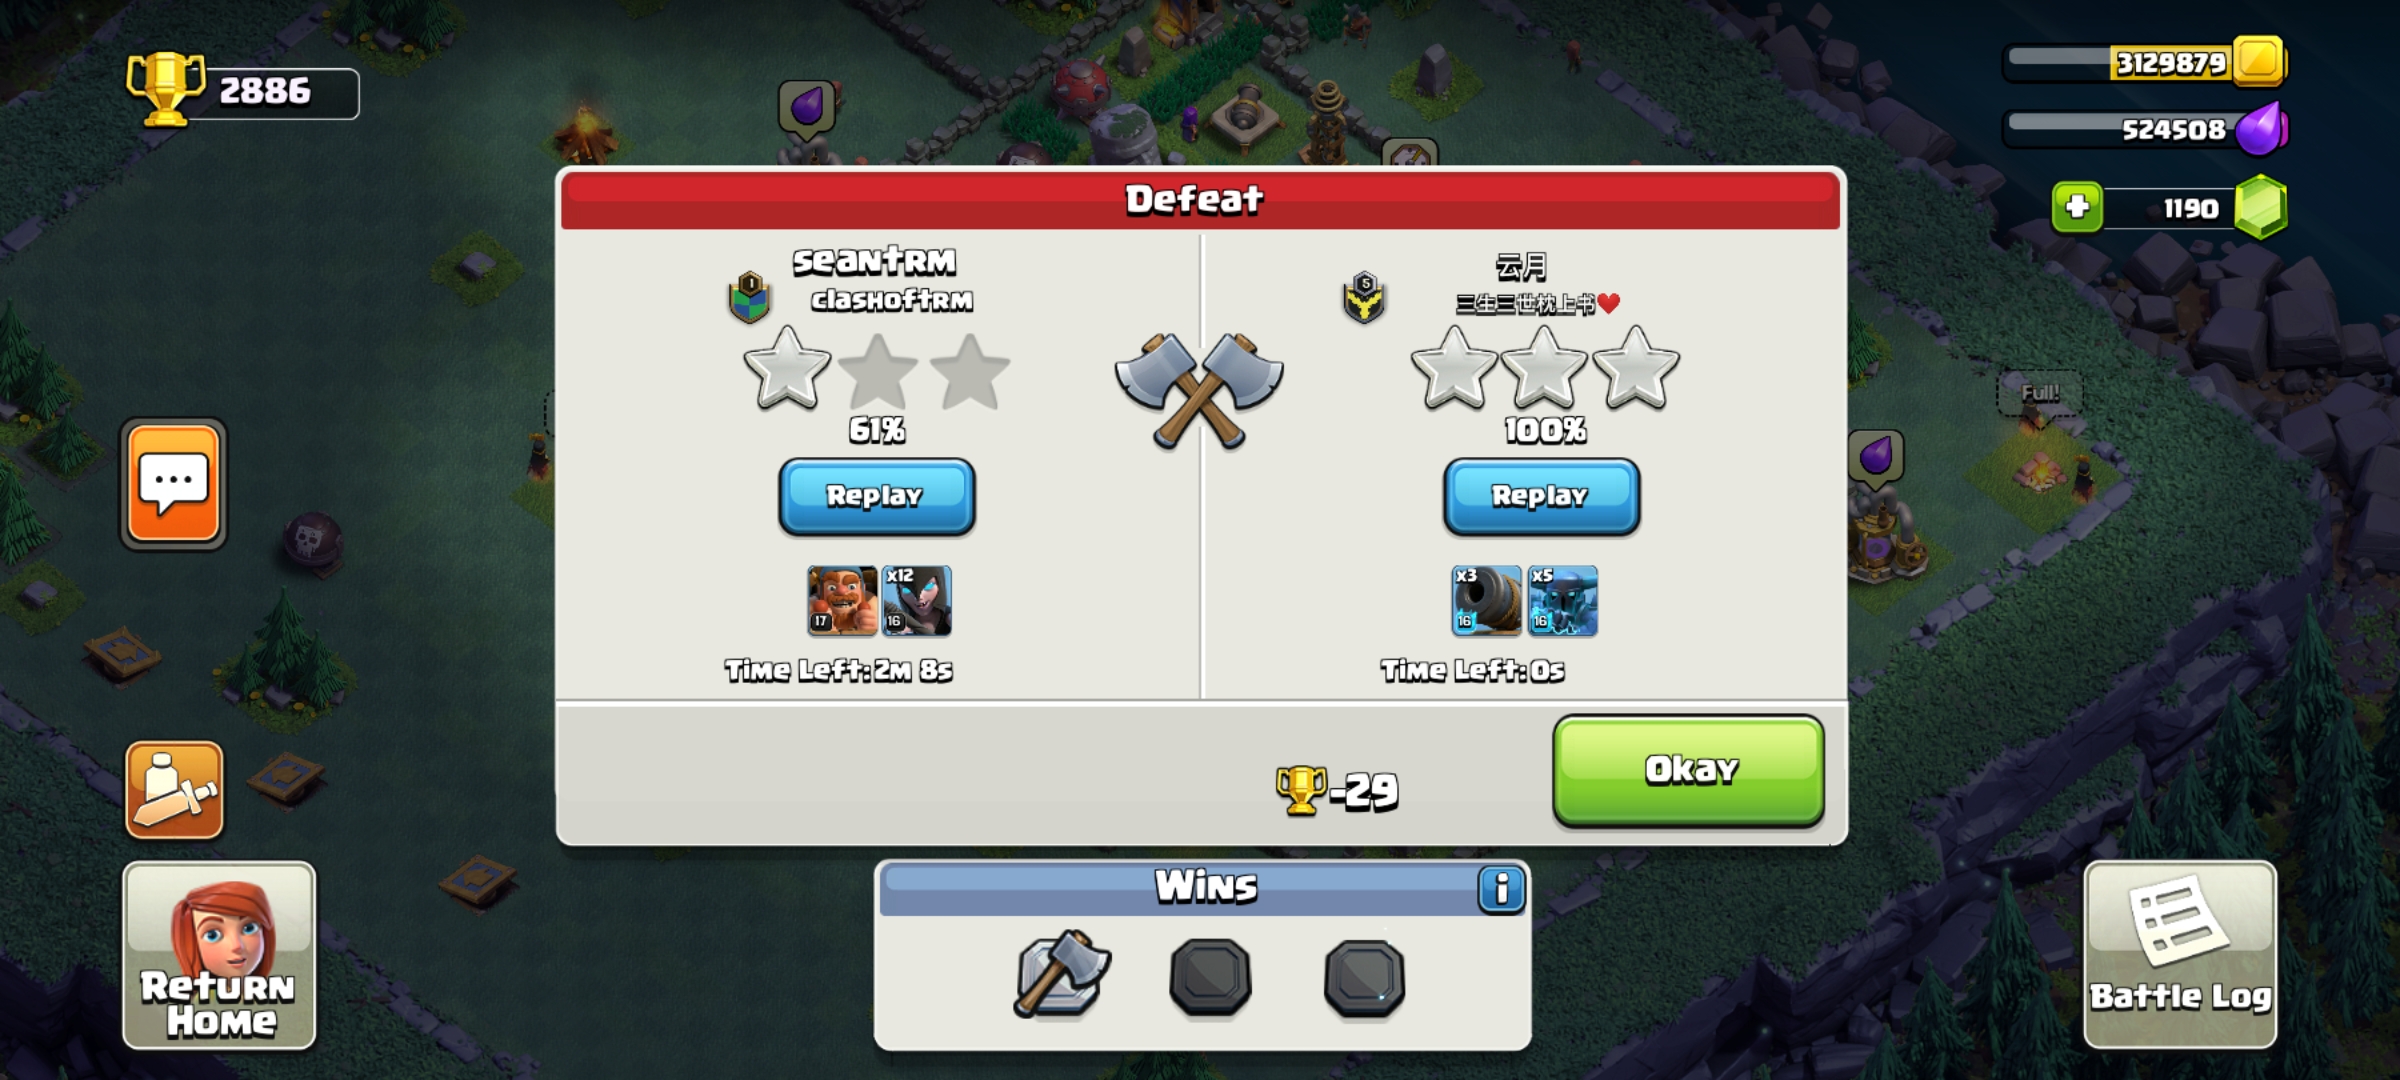 2886
3129879
524508
1190
Defeat
seantrm
clashoftrm
1
61%
Replay
17
x12
16
Time Left:2m 8s
云月
三生三世枕上书❤
5
100%
Replay
x3
16
x5
16
Time Left:0s
Full!
-29
Okay
Wins
i
Return
Home
Battle Log